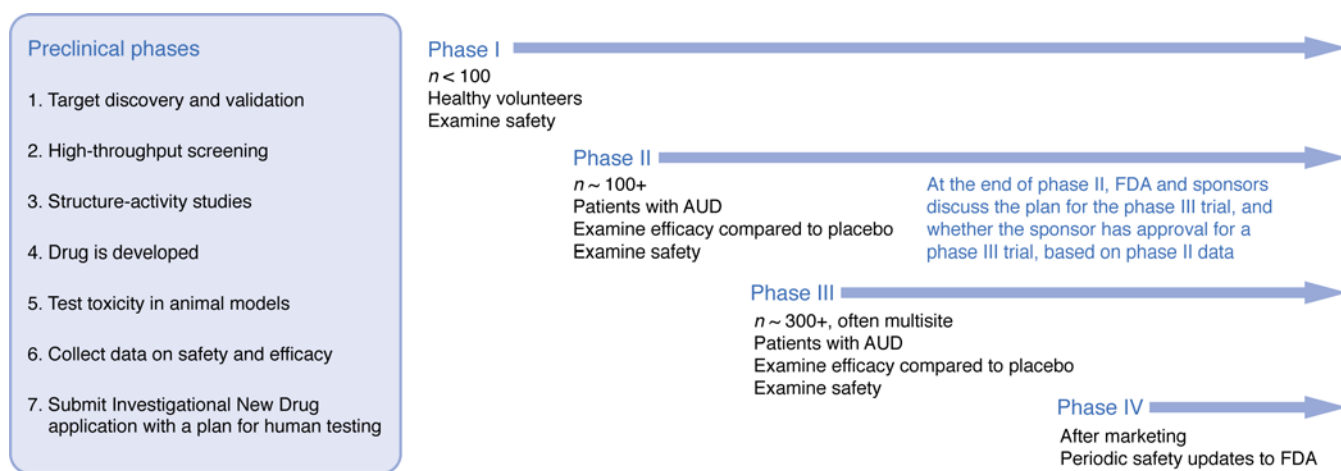 Preclinical phases
1. Target discovery and validation
2. High-throughput screening
3. Structure-activity studies
4. Drug is developed
5. Test toxicity in animal models
6. Collect data on safety and efficacy
7. Submit Investigational New Drug
application with a plan for human testing
Phase I
n < 100
Healthy volunteers
Examine safety
Phase II
n ~ 100+
Patients with AUD
Examine efficacy compared to placebo
Examine safety
At the end of phase II, FDA and sponsors
discuss the plan for the phase III trial, and
whether the sponsor has approval for a
phase III trial, based on phase II data
Phase III
n ~ 300+, often multisite
Patients with AUD
Examine efficacy compared to placebo
Examine safety
Phase IV
After marketing
Periodic safety updates to FDA